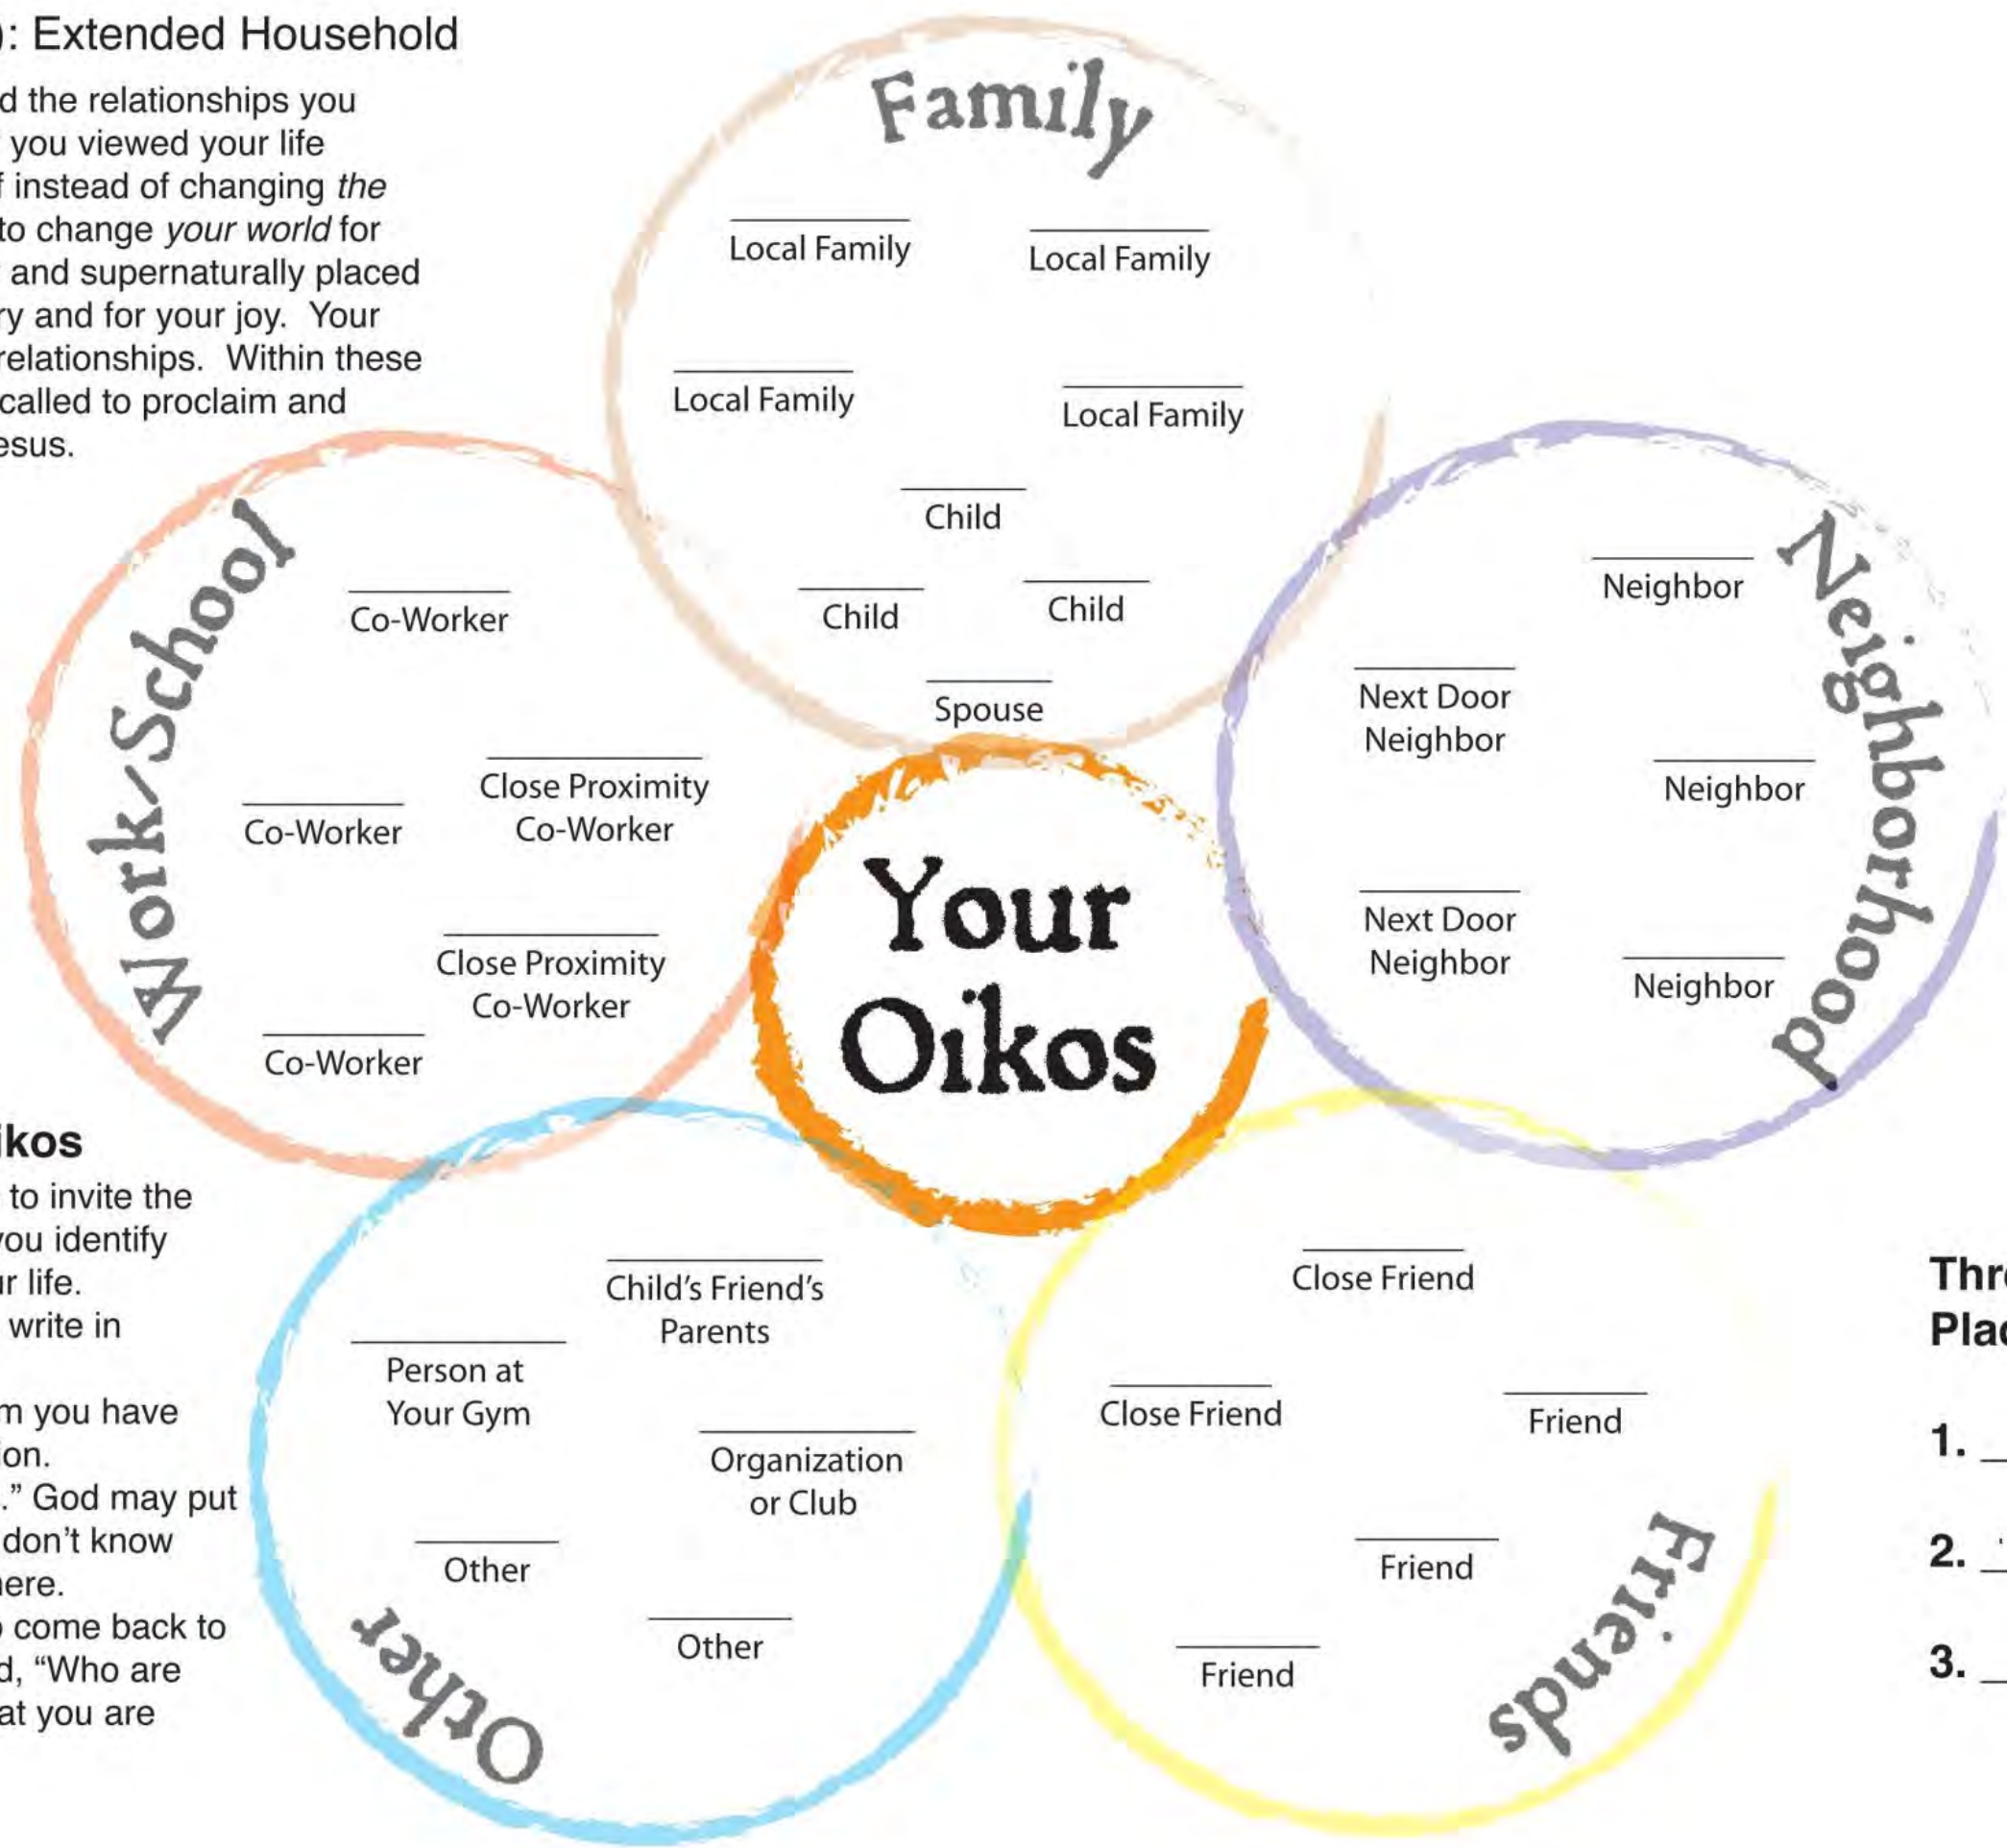 ): Extended Household
d the relationships you
you viewed your life
f instead of changing the
to change your world for
and supernaturally placed
ry and for your joy. Your
relationships. Within these
called to proclaim and
esus.
Family
Local Family
Local Family
Local Family
Local Family
Child
Child
Child
Spouse
Work/School
Co-Worker
Close Proximity
Co-Worker
Co-Worker
Close Proximity
Co-Worker
Co-Worker
Neighborhood
Neighbor
Next Door
Neighbor
Neighbor
Next Door
Neighbor
Neighbor
Your
Oikos
ikos
to invite the
you identify
ur life.
write in
m you have
ion.
.” God may put
don’t know
here.
o come back to
d, “Who are
at you are
Child’s Friend’s
Parents
Person at
Your Gym
Organization
or Club
Other
Other
Other
Close Friend
Close Friend
Friend
Friend
Friend
Friends
Thre
Plac
1.
2.
3.